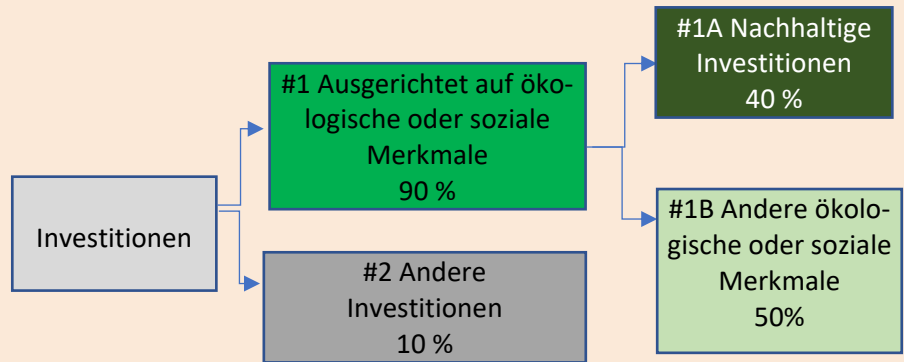 Investitionen
#1 Ausgerichtet auf öko-
logische oder soziale
Merkmale
90 %
#2 Andere
Investitionen
10 %
#1A Nachhaltige
Investitionen
40 %
#1B Andere ökolo-
gische oder soziale
Merkmale
50%